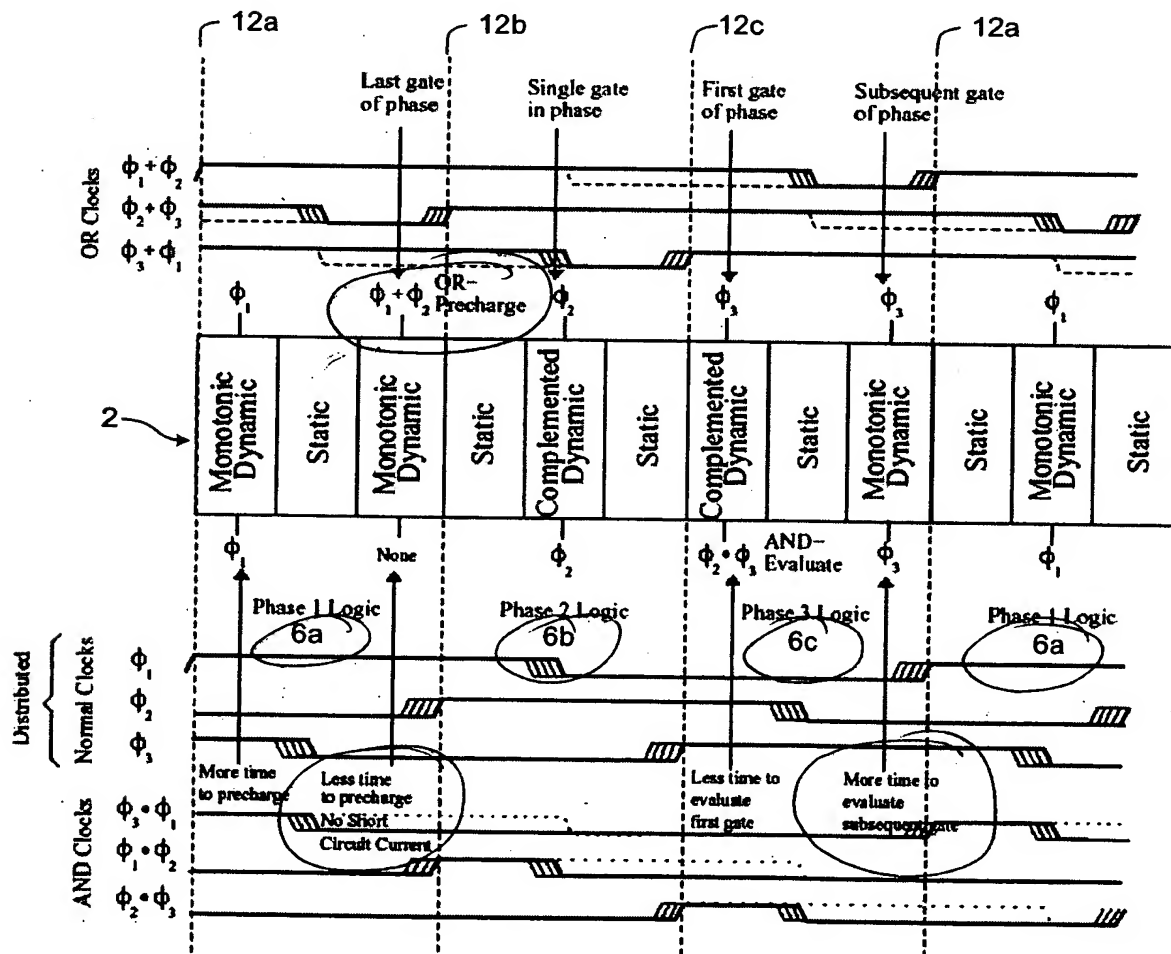 12a
12b
12c
12a
Last gate
of phase
Single gate
in phase
First gate
of phase
Subsequent gate
of phase
OR Clocks
ϕ₁ + ϕ₂
ϕ₂ + ϕ₃
ϕ₃ + ϕ₁
ϕ₁
ϕ₁ + ϕ₂
OR-
Precharge
ϕ₂
ϕ₃
ϕ₃
ϕ₁
2
Monotonic
Dynamic
Static
Monotonic
Dynamic
Static
Complemented
Dynamic
Static
Complemented
Dynamic
Static
Monotonic
Dynamic
Static
Monotonic
Dynamic
Static
ϕ₁
None
ϕ₂
ϕ₂ • ϕ₃
AND-
Evaluate
ϕ₃
ϕ₁
Phase 1 Logic
6a
Phase 2 Logic
6b
Phase 3 Logic
6c
Phase 1 Logic
6a
Distributed
Normal Clocks
ϕ₁
ϕ₂
ϕ₃
More time
to precharge
Less time
to precharge
No Short
Circuit Current
Less time to
evaluate
first gate
More time to
evaluate
subsequent gate
AND Clocks
ϕ₃ • ϕ₁
ϕ₁ • ϕ₂
ϕ₂ • ϕ₃